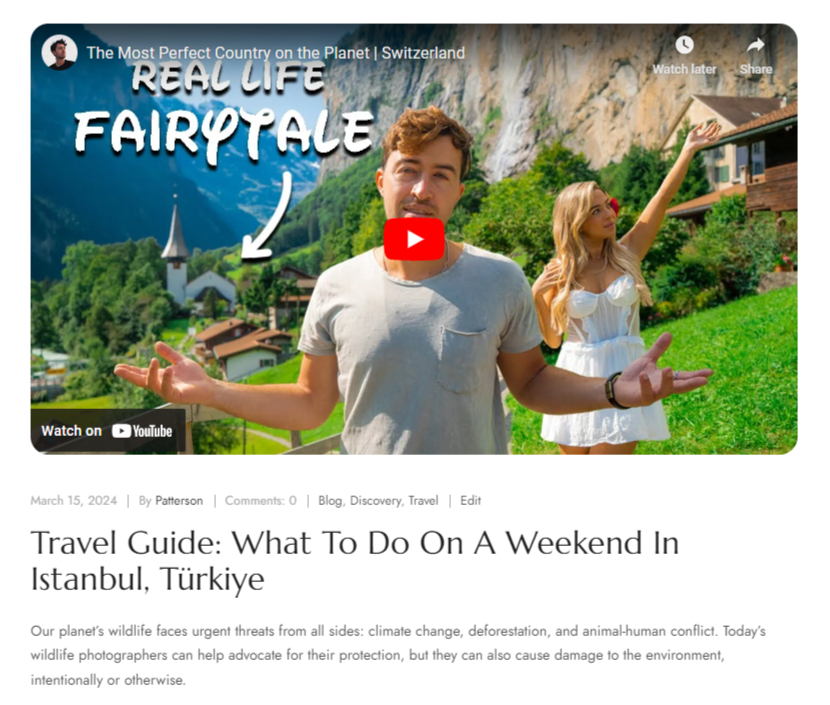 The Most Perfect Country on the Planet | Switzerland
Watch later
Share
REAL LIFE
FAIRYTALE
Watch on YouTube
March 15, 2024 | By Patterson | Comments: 0 | Blog, Discovery, Travel | Edit
Travel Guide: What To Do On A Weekend In
Istanbul, Türkiye
Our planet's wildlife faces urgent threats from all sides: climate change, deforestation, and animal-human conflict. Today's
wildlife photographers can help advocate for their protection, but they can also cause damage to the environment,
intentionally or otherwise.